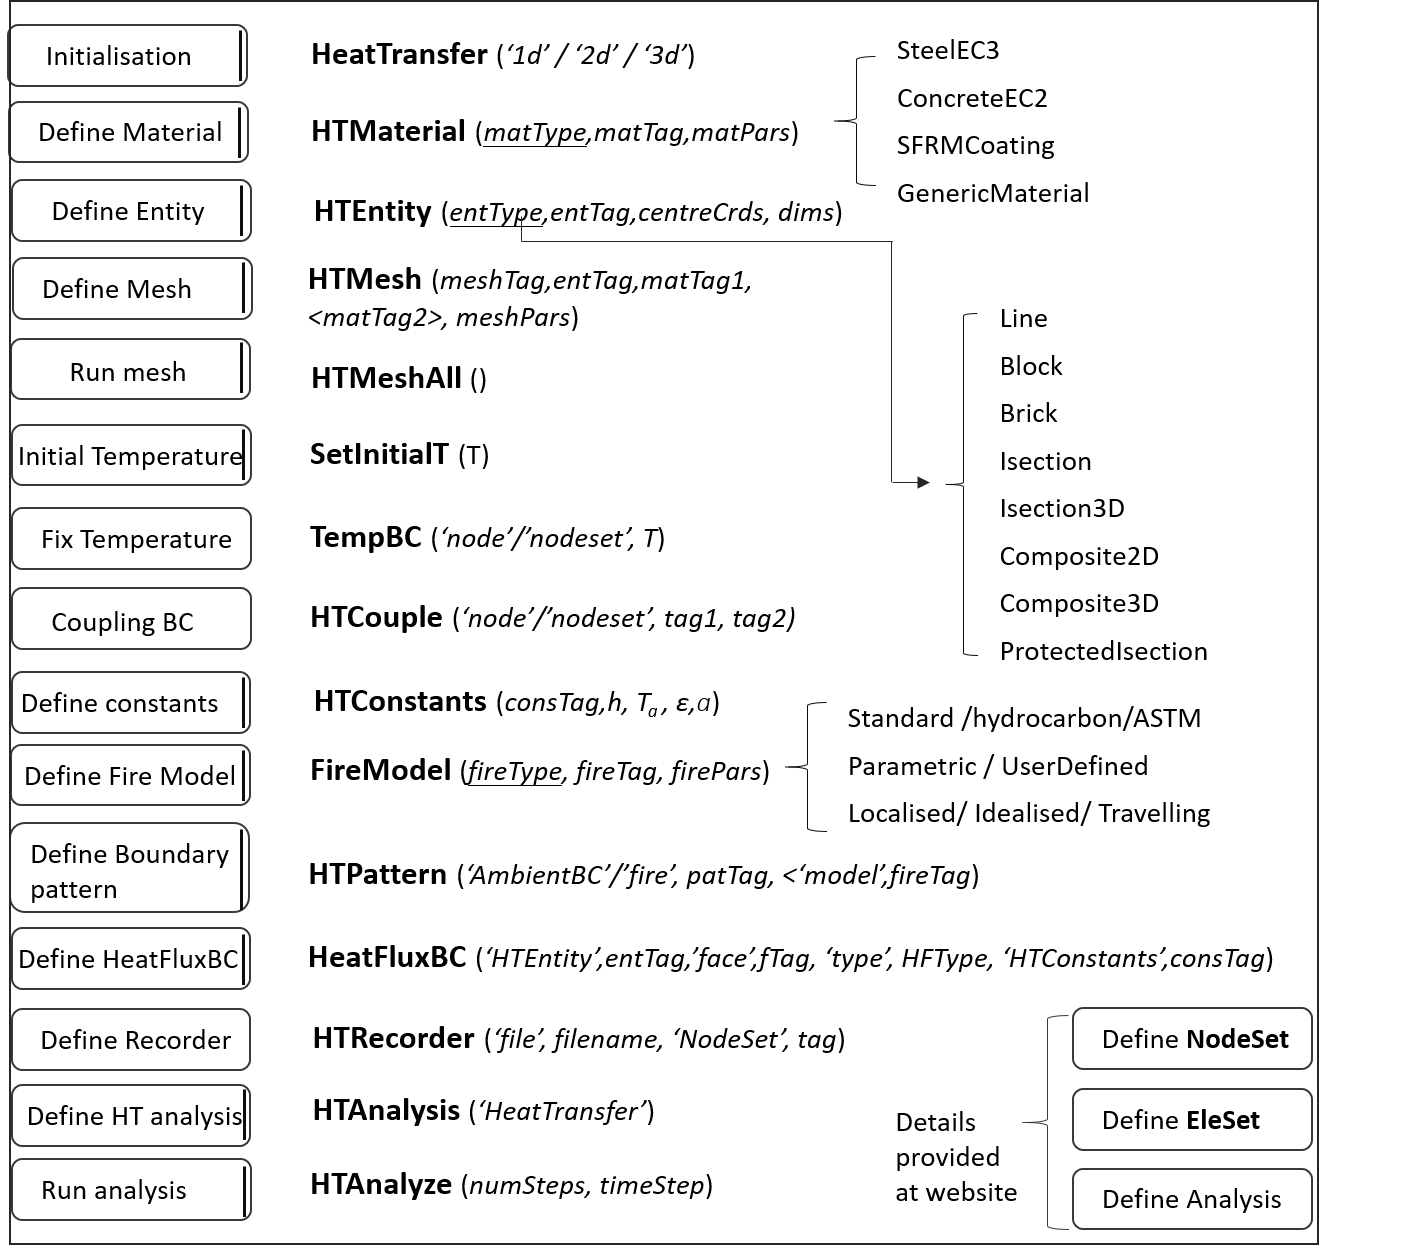 Initialisation
HeatTransfer (‘1d’ / ‘2d’ / ‘3d’)
SteelEC3
ConcreteEC2
SFRMCoating
GenericMaterial
Define Material
HTMaterial (matType,matTag,matPars)
Define Entity
HTEntity (entType,entTag,centreCrds, dims)
Define Mesh
HTMesh (meshTag,entTag,matTag1,
<matTag2>, meshPars)
Line
Block
Brick
Isection
Isection3D
Composite2D
Composite3D
ProtectedIsection
Run mesh
HTMeshAll ()
Initial Temperature
SetInitialT (T)
Fix Temperature
TempBC (‘node’/’nodeset’, T)
Coupling BC
HTCouple (‘node’/’nodeset’, tag1, tag2)
Define constants
HTConstants (consTag,h, Ta , ε,α)
Define Fire Model
FireModel (fireType, fireTag, firePars)
Standard /hydrocarbon/ASTM
Parametric / UserDefined
Localised/ Idealised/ Travelling
Define Boundary
pattern
HTPattern (‘AmbientBC’/’fire’, patTag, <‘model’,fireTag)
Define HeatFluxBC
HeatFluxBC (‘HTEntity’,entTag,’face’,fTag, ‘type’, HFType, ‘HTConstants’,consTag)
Define Recorder
HTRecorder (‘file’, filename, ‘NodeSet’, tag)
Define HT analysis
HTAnalysis (‘HeatTransfer’)
Run analysis
HTAnalyze (numSteps, timeStep)
Details
provided
at website
Define NodeSet
Define EleSet
Define Analysis